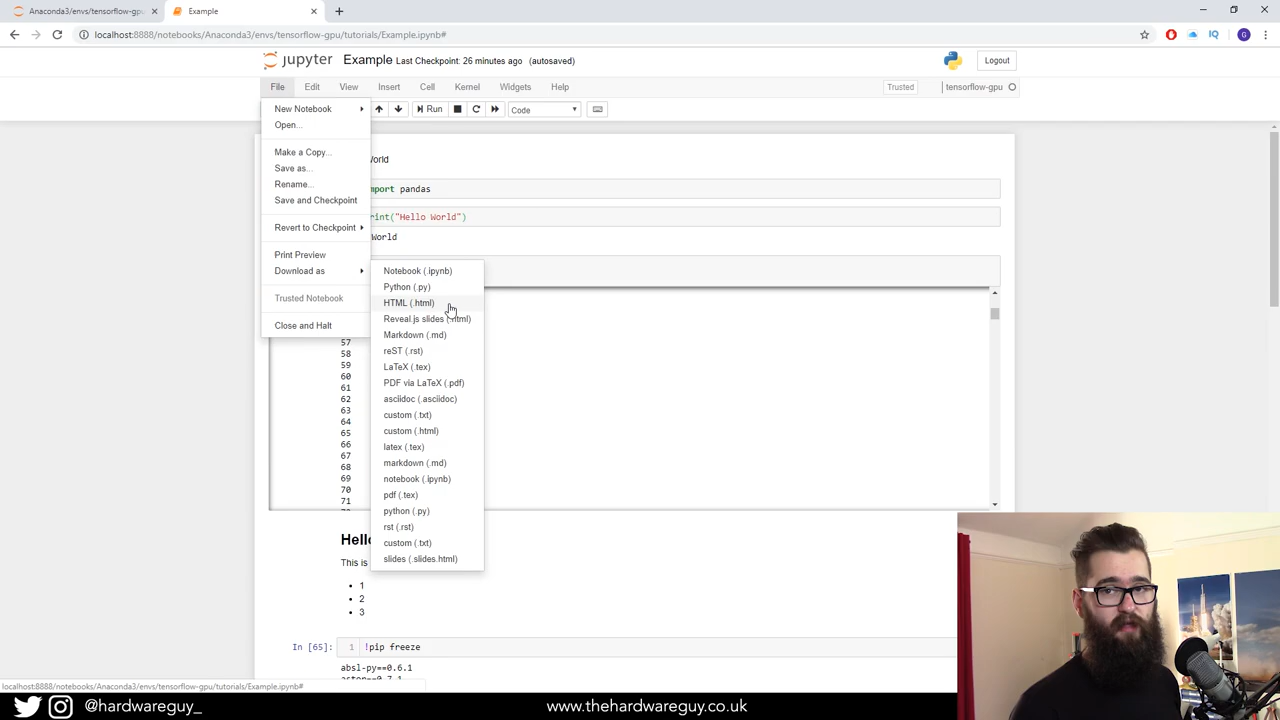 Anaconda3/envs/tensorflow-gpu
Example
localhost:8888/notebooks/Anaconda3/envs/tensorflow-gpu/tutorials/Example.ipynb#
G
jupyter Example Last Checkpoint: 26 minutes ago (autosaved)
Logout
File Edit View Insert Cell Kernel Widgets Help
Trusted
tensorflow-gpu
New Notebook
Open...
Make a Copy...
Save as...
Rename...
Save and Checkpoint
Revert to Checkpoint
Print Preview
Download as
Trusted Notebook
Close and Halt
Run
Code
World
import pandas
print("Hello World")
World
Notebook (.ipynb)
Python (.py)
HTML (.html)
Reveal.js slides (.html)
Markdown (.md)
reST (.rst)
LaTeX (.tex)
PDF via LaTeX (.pdf)
asciidoc (.asciidoc)
custom (.txt)
custom (.html)
latex (.tex)
markdown (.md)
notebook (.ipynb)
pdf (.tex)
python (.py)
rst (.rst)
custom (.txt)
slides (.slides.html)
57
58
59
60
61
62
63
64
65
66
67
68
69
70
71
This is
1
2
3
In [65]:
1 !pip freeze
absl-py==0.6.1
localhost:8888/notebooks/Anaconda3/envs/tensorflow-gpu/tutorials/Example.ipynb#
@hardwareguy_
www.thehardwareguy.co.uk